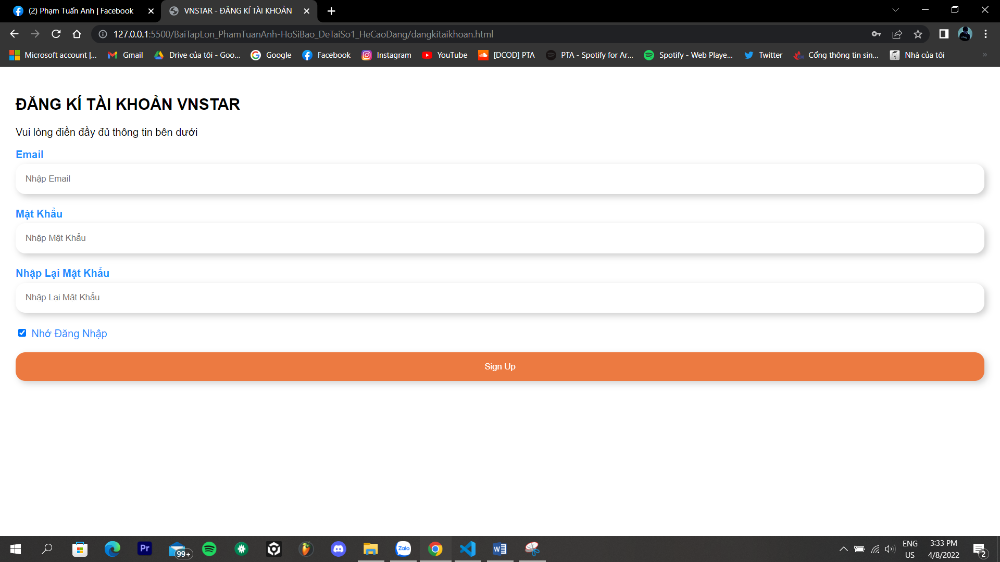 (2) Phạm Tuấn Anh | Facebook
VNSTAR - ĐĂNG KÍ TÀI KHOẢN
127.0.0.1:5500/BaiTapLon_PhamTuanAnh-HoSiBao_DeTaiSo1_HeCaoDang/dangkitaikhoan.html
Microsoft account |...
Gmail
Drive của tôi - Goo...
Google
Facebook
Instagram
YouTube
[DCOD] PTA
PTA - Spotify for Ar...
Spotify - Web Playe...
Twitter
Cổng thông tin sin...
Nhà của tôi
»
ĐĂNG KÍ TÀI KHOẢN VNSTAR
Vui lòng điền đầy đủ thông tin bên dưới
Email
Nhập Email
Mật Khẩu
Nhập Mật Khẩu
Nhập Lại Mật Khẩu
Nhập Lại Mật Khẩu
Nhớ Đăng Nhập
Sign Up
Pr
99+
Zalo
W
ENG
US
3:33 PM
4/8/2022
2